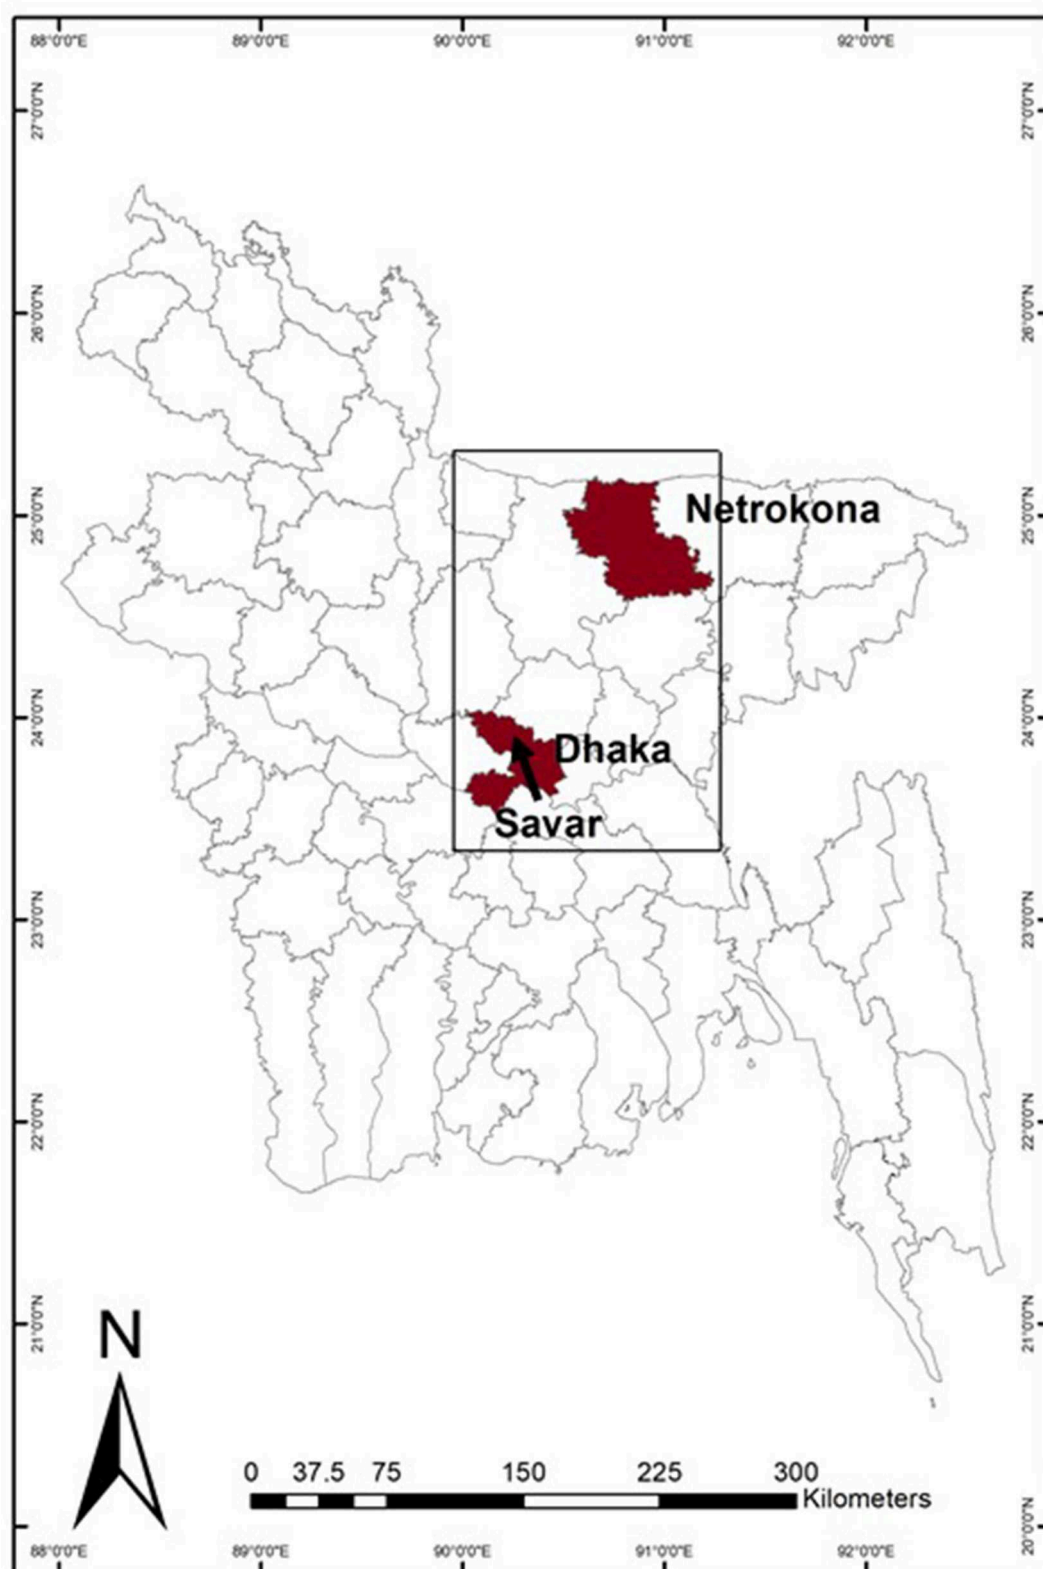 88°0'0"E 89°0'0"E 90°0'0"E 91°0'0"E 92°0'0"E
27°0'0"N 27°0'0"N
26°0'0"N 26°0'0"N
25°0'0"N 25°0'0"N
Netrokona
24°0'0"N 24°0'0"N
Dhaka
Savar
23°0'0"N 23°0'0"N
22°0'0"N 22°0'0"N
21°0'0"N 21°0'0"N
N
0 37.5 75 150 225 300
Kilometers
20°0'0"N
88°0'0"E 89°0'0"E 90°0'0"E 91°0'0"E 92°0'0"E